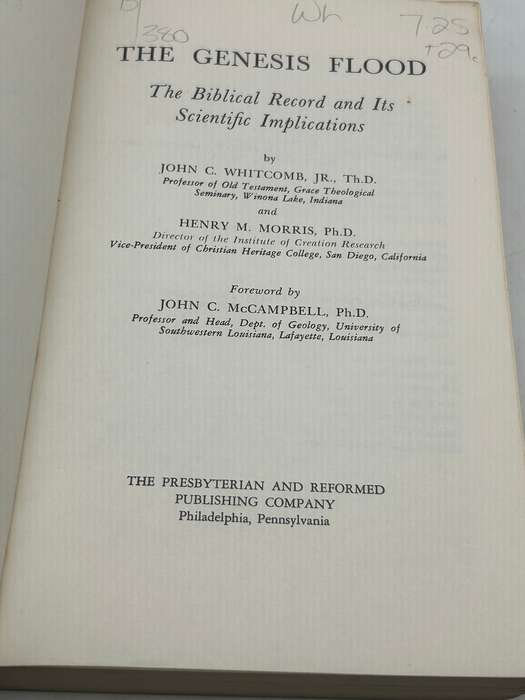 Wh
7.25
380
+29
THE GENESIS FLOOD
The Biblical Record and Its
Scientific Implications
by
JOHN C. WHITCOMB, JR., Th.D.
Professor of Old Testament, Grace Theological
Seminary, Winona Lake, Indiana
and
HENRY M. MORRIS, Ph.D.
Director of the Institute of Creation Research
Vice-President of Christian Heritage College, San Diego, California
Foreword by
JOHN C. McCAMPBELL, Ph.D.
Professor and Head, Dept. of Geology, University of
Southwestern Louisiana, Lafayette, Louisiana
THE PRESBYTERIAN AND REFORMED
PUBLISHING COMPANY
Philadelphia, Pennsylvania